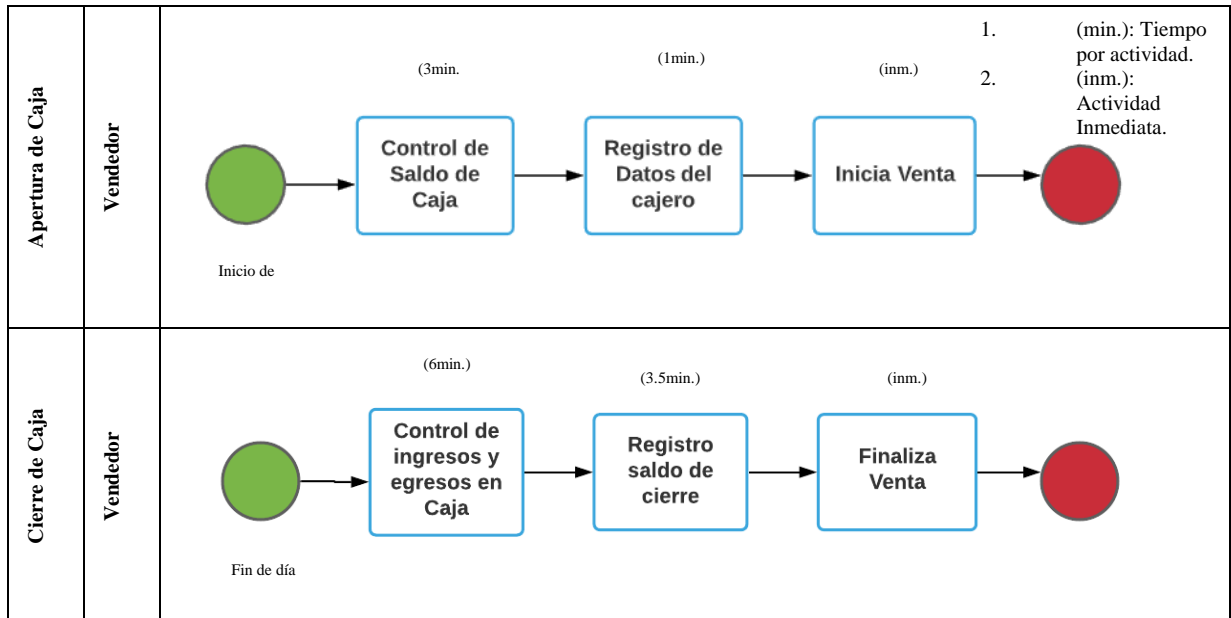 Apertura de Caja
Vendedor
(3min.
(1min.)
(inm.)
1. (min.): Tiempo
por actividad.
2. (inm.):
Actividad
Inmediata.
Control de
Saldo de
Caja
Registro de
Datos del
cajero
Inicia Venta
Inicio de
Cierre de Caja
Vendedor
(6min.)
(3.5min.)
(inm.)
Control de
ingresos y
egresos en
Caja
Registro
saldo de
cierre
Finaliza
Venta
Fin de día